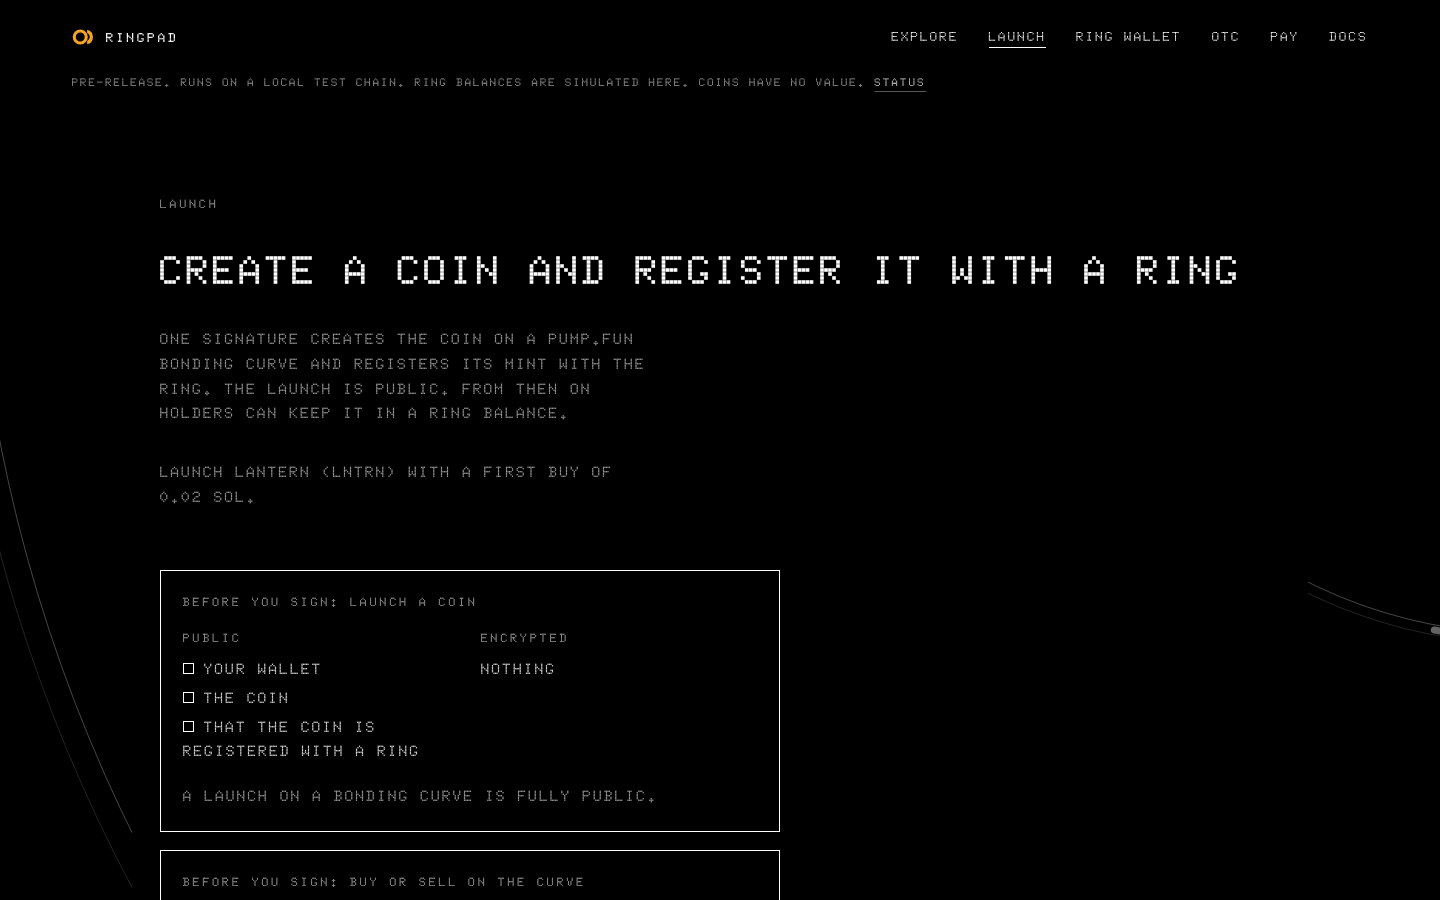 RINGPAD
EXPLORE LAUNCH RING WALLET OTC PAY DOCS
PRE-RELEASE. RUNS ON A LOCAL TEST CHAIN. RING BALANCES ARE SIMULATED HERE. COINS HAVE NO VALUE. STATUS
LAUNCH
CREATE A COIN AND REGISTER IT WITH A RING
ONE SIGNATURE CREATES THE COIN ON A PUMP.FUN
BONDING CURVE AND REGISTERS ITS MINT WITH THE
RING. THE LAUNCH IS PUBLIC. FROM THEN ON
HOLDERS CAN KEEP IT IN A RING BALANCE.
LAUNCH LANTERN (LNTRN) WITH A FIRST BUY OF
0.02 SOL.
BEFORE YOU SIGN: LAUNCH A COIN
PUBLIC ENCRYPTED
YOUR WALLET NOTHING
THE COIN
THAT THE COIN IS
REGISTERED WITH A RING
A LAUNCH ON A BONDING CURVE IS FULLY PUBLIC.
BEFORE YOU SIGN: BUY OR SELL ON THE CURVE